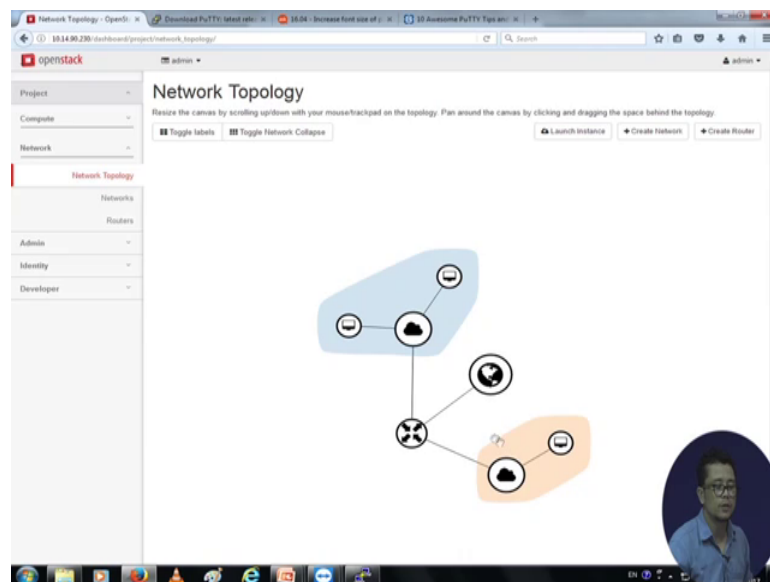 Network Topology - OpenSt
Download PuTTY: latest rele
16.04 - Increase font size of
10 Awesome PuTTY Tips an
10.14.90.230/dashboard/project/network_topology/
Search
openstack
admin
admin
Project
Compute
Network
Network Topology
Networks
Routers
Admin
Identity
Developer
Network Topology
Resize the canvas by scrolling up/down with your mouse/trackpad on the topology. Pan around the canvas by clicking and dragging the space behind the topology.
Toggle labels
Toggle Network Collapse
Launch Instance
+ Create Network
+ Create Router
EN